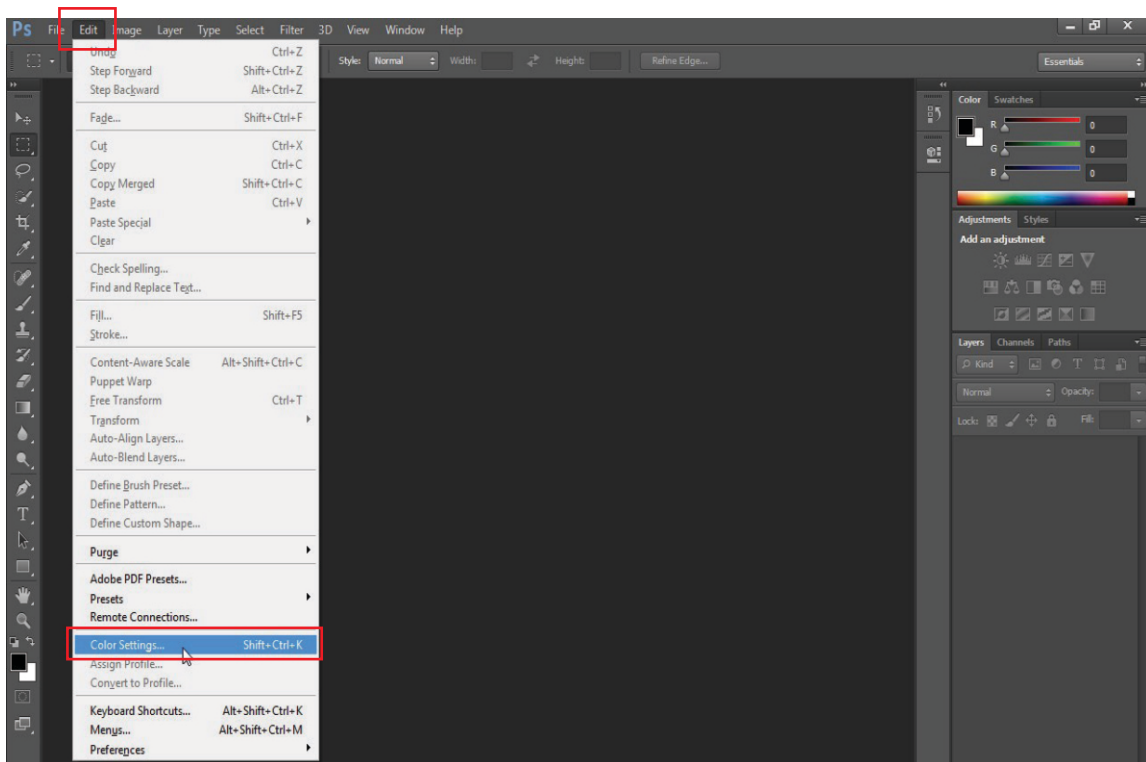 Ps File Edit Image Layer Type Select Filter 3D View Window Help
Style: Normal Width: Height: Refine Edge... Essentials
Undo Ctrl+Z
Step Forward Shift+Ctrl+Z
Step Backward Alt+Ctrl+Z
Fade... Shift+Ctrl+F
Cut Ctrl+X
Copy Ctrl+C
Copy Merged Shift+Ctrl+C
Paste Ctrl+V
Paste Special
Clear
Check Spelling...
Find and Replace Text...
Fill... Shift+F5
Stroke...
Content-Aware Scale Alt+Shift+Ctrl+C
Puppet Warp
Free Transform Ctrl+T
Transform
Auto-Align Layers...
Auto-Blend Layers...
Define Brush Preset...
Define Pattern...
Define Custom Shape...
Purge
Adobe PDF Presets...
Presets
Remote Connections...
Color Settings... Shift+Ctrl+K
Assign Profile...
Convert to Profile...
Keyboard Shortcuts... Alt+Shift+Ctrl+K
Menus... Alt+Shift+Ctrl+M
Preferences
Color Swatches
R 0
G 0
B 0
Adjustments Styles
Add an adjustment
Layers Channels Paths
Kind
Normal Opacity:
Lock: Fill: